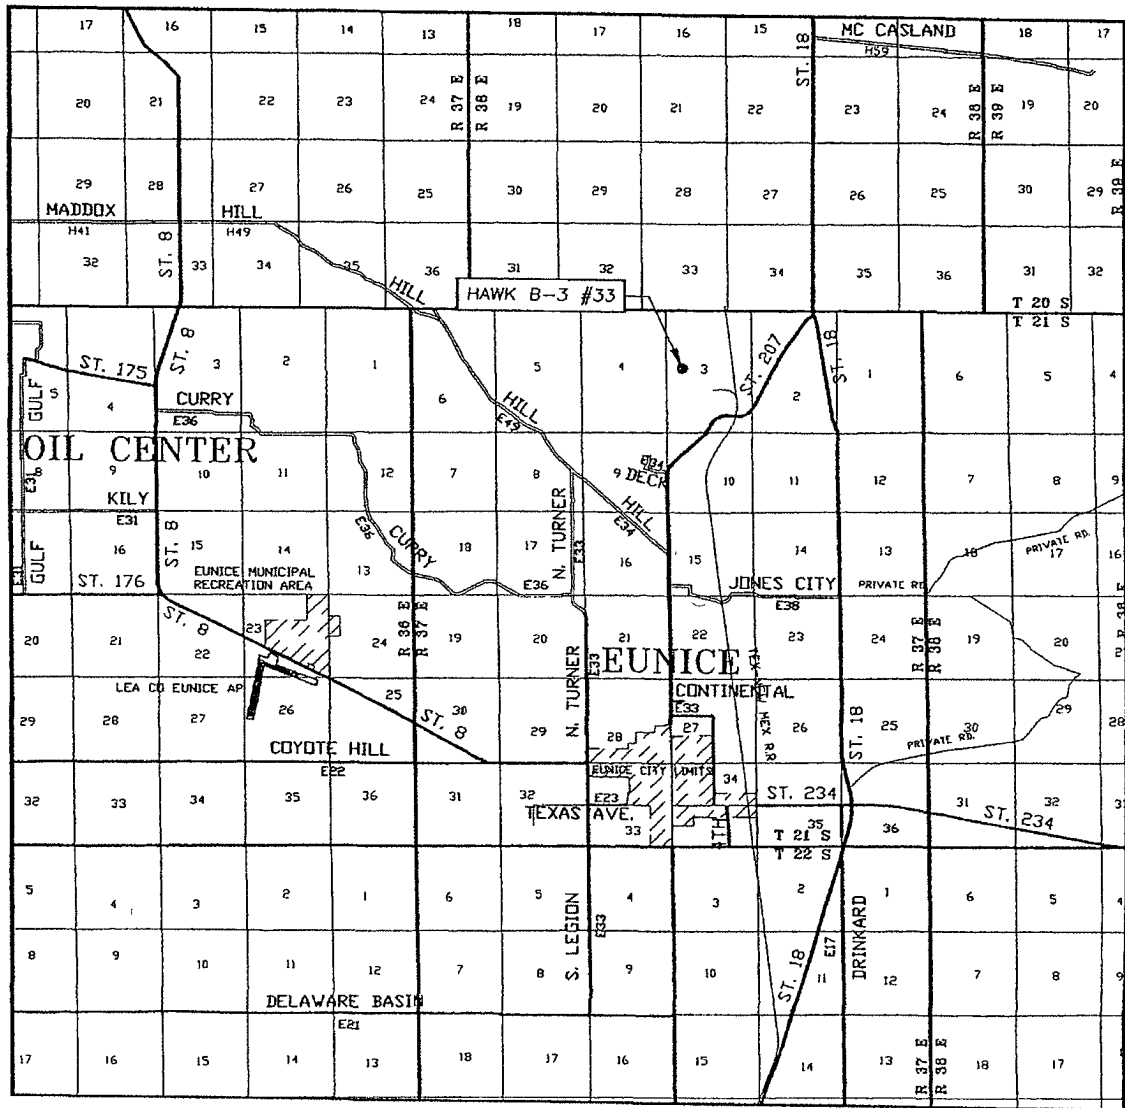 17 16 15 14 13 18 17 16 15 MC CASLAND 18 17
H59
ST. 18
20 21 22 23 24 R 37 E R 38 E 19 20 21 22 23 24 R 38 E R 39 E 19 20
29 28 27 26 25 30 29 28 27 26 25 30 29 R 39 E
MADDOX HILL
H41 H49
ST. 8
32 33 34 35 36 31 32 33 34 35 36 31 32
HILL
HAWK B-3 #33
T 20 S
T 21 S
ST. 8
ST. 175
3 2 1 5 4 3 ST. 207 ST. 18 1 6 5 4
GULF 5 4 6 2
CURRY
E36
HILL
E49
OIL CENTER
8 9 10 11 12 7 8 9 E34 DECK 10 11 12 7 8 9
E31
KILY
E31
HILL
E34
N. TURNER
E33
E36 CURRY
GULF
E31
16 ST. 8 15 14 13 18 17 16 15 14 13 18 17 16
PRIVATE RD.
EUNICE MUNICIPAL
RECREATION AREA
ST. 176
E36
JONES CITY
E38
PRIVATE RD.
ST. 8
20 21 22 23 24 R 36 E R 37 E 19 20 21 22 23 24 R 37 E R 38 E 19 20
EUNICE
E33
N. TURNER
LEA CO EUNICE AP
CONTINENTAL
E33
29 28 27 26 25 30 29 28 27 26 25 30 29 28
ST. 8
ST. 18
PRIVATE RD.
COYOTE HILL
E22
EUNICE CITY LIMITS
32 33 34 35 36 31 32 33 34 35 36 31 32
E23
TEXAS AVE.
4TH
ST. 234
ST. 234
T 21 S
T 22 S
5 4 3 2 1 6 5 4 3 2 1 6 5 4
S. LEGION
E33
DRINKARD
E17
8 9 10 11 12 7 8 9 10 11 12 7 8 9
ST. 18
DELAWARE BASIN
E21
17 16 15 14 13 18 17 16 15 14 13 R 37 E R 38 E 18 17